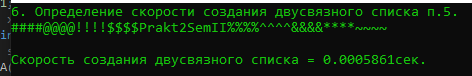 6. Определение скорости создания двусвязного списка п.5.
####@@@@!!!!$$$$Prakt2SemII%%%%^^^^&&&&****~~~~
Скорость создания двусвязного списка = 0.0005861сек.